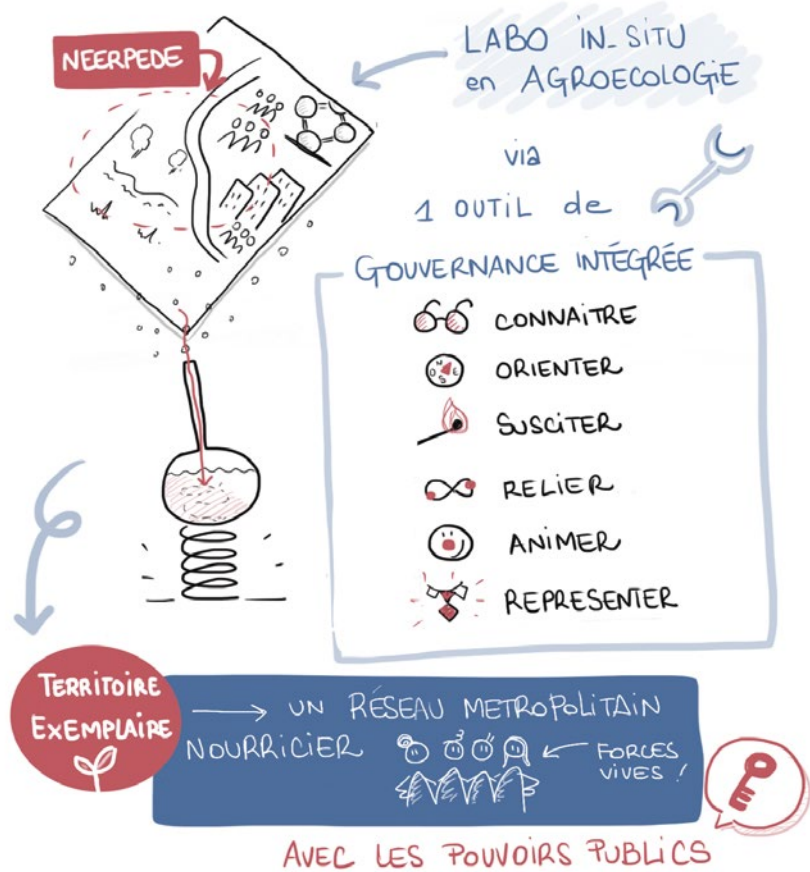 NEERPEDE
LABO IN-SITU
en AGROECOLOGIE
via
1 OUTIL de
GOUVERNANCE INTÉGRÉE
CONNAÎTRE
N
O E
S
ORIENTER
SUSCITER
RELIER
ANIMER
REPRESENTER
TERRITOIRE
EXEMPLAIRE
UN RÉSEAU METROPOLITAIN
NOURRICIER
FORCES
VIVES !
AVEC LES POUVOIRS PUBLICS